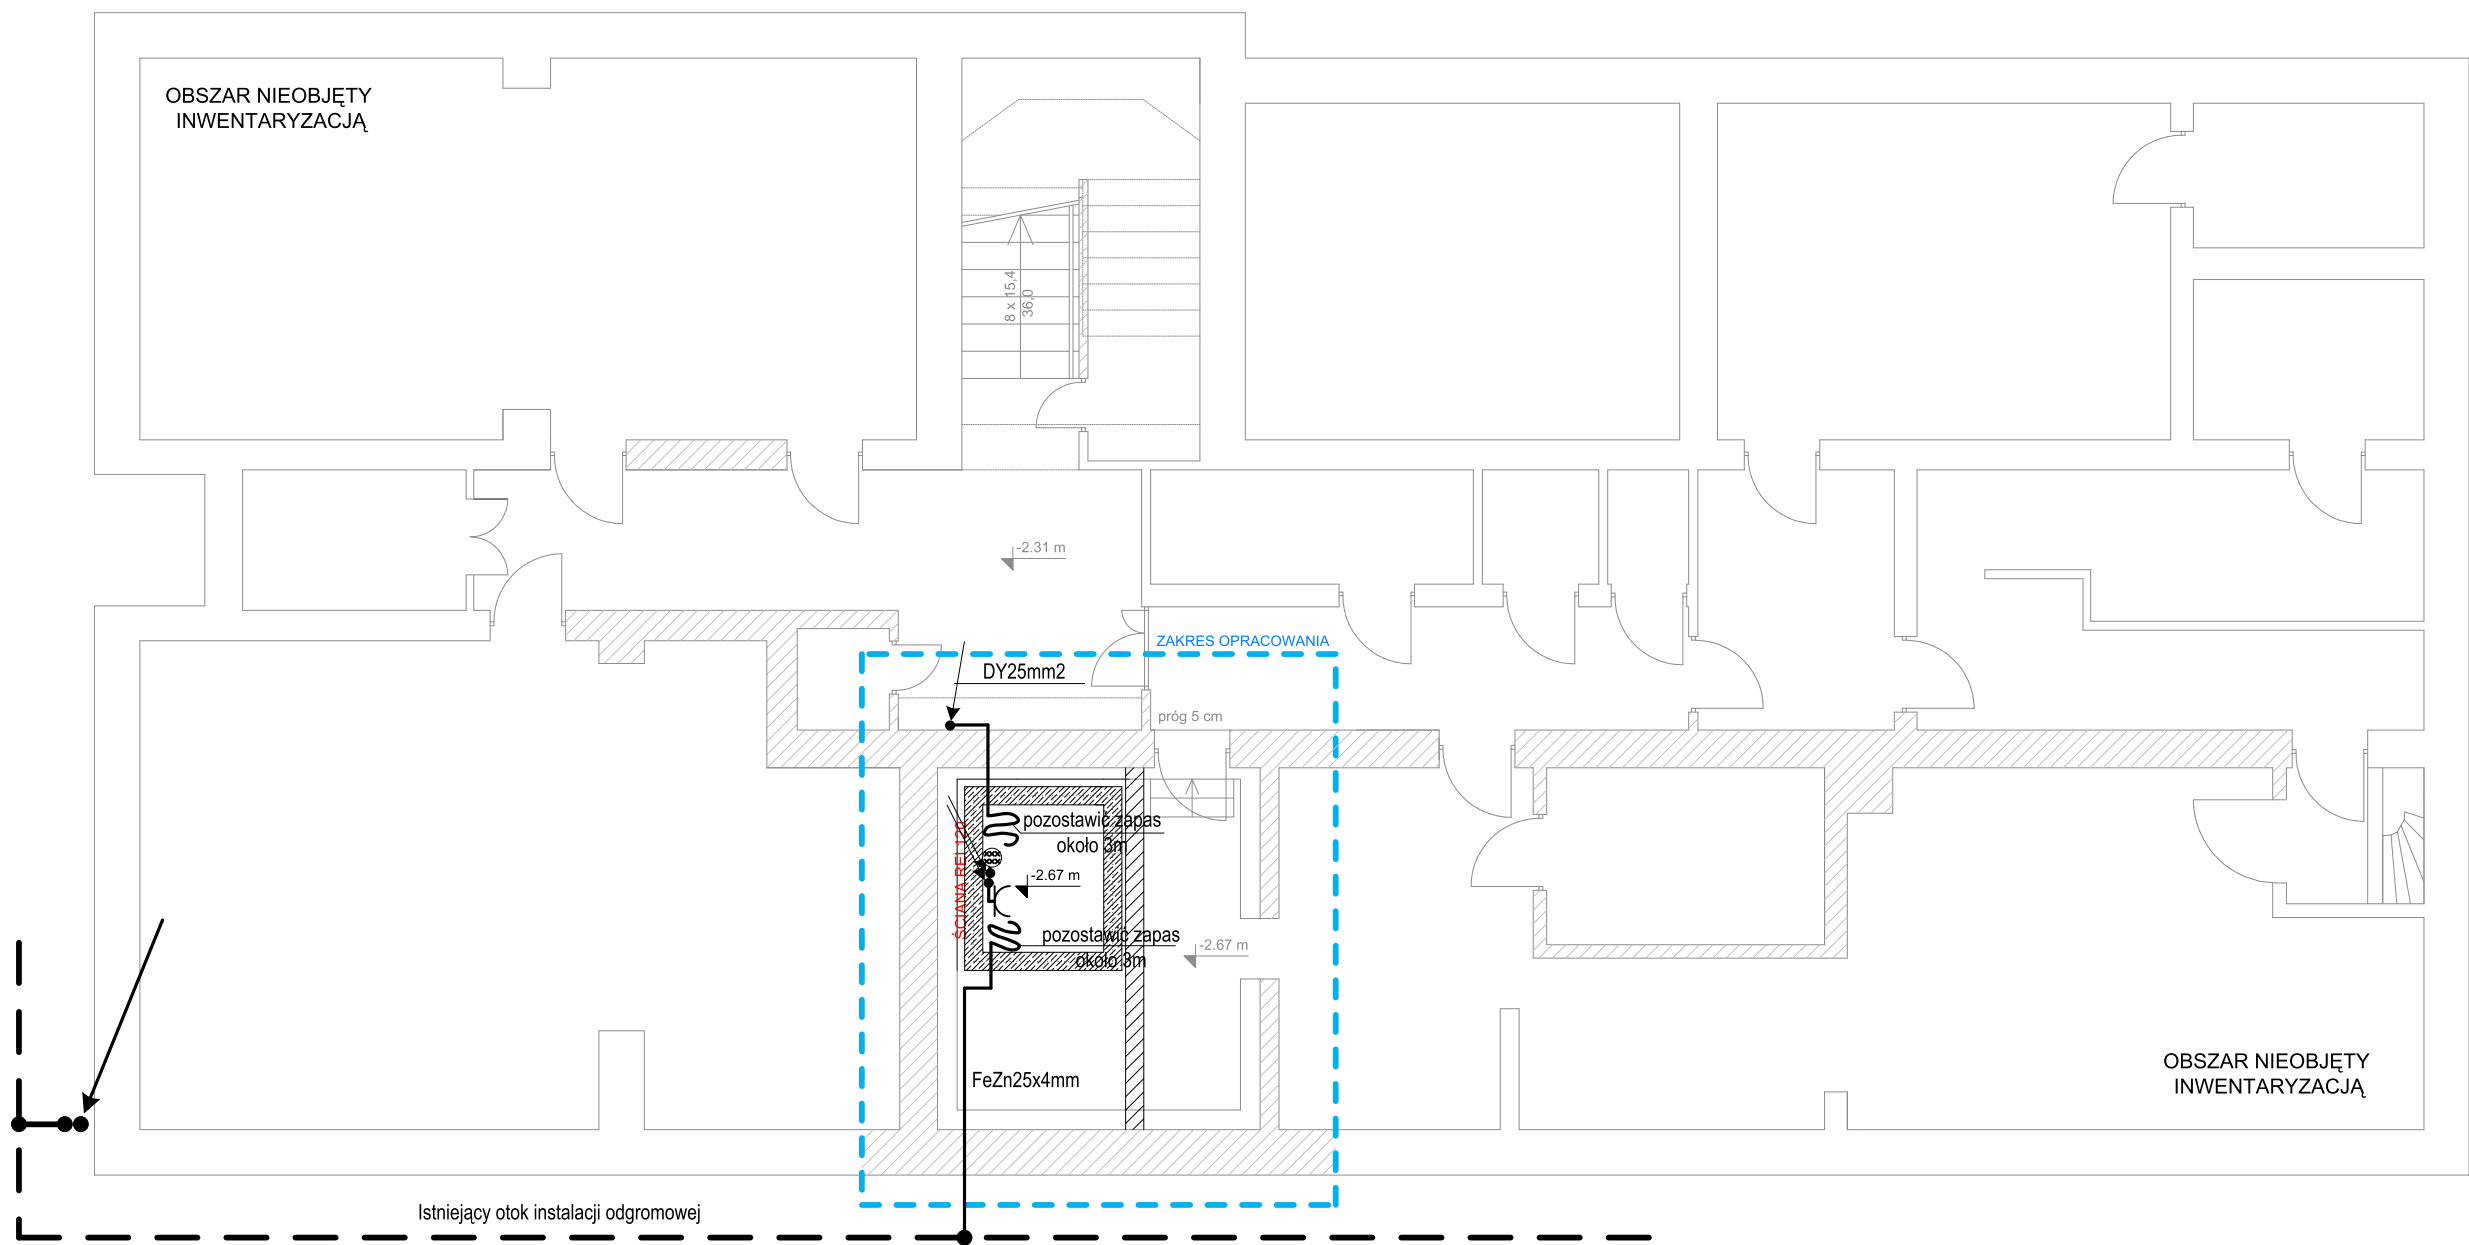 OBSZAR NIEOBJĘTY
INWENTARYZACJĄ
8 x 15,4
36,0
-2.31 m
ZAKRES OPRACOWANIA
DY25mm2
próg 5 cm
pozostawić zapas
około 3m
ŚCIANA REI 120
-2.67 m
pozostawić zapas
około 3m
-2.67 m
FeZn25x4mm
OBSZAR NIEOBJĘTY
INWENTARYZACJĄ
Istniejący otok instalacji odgromowej